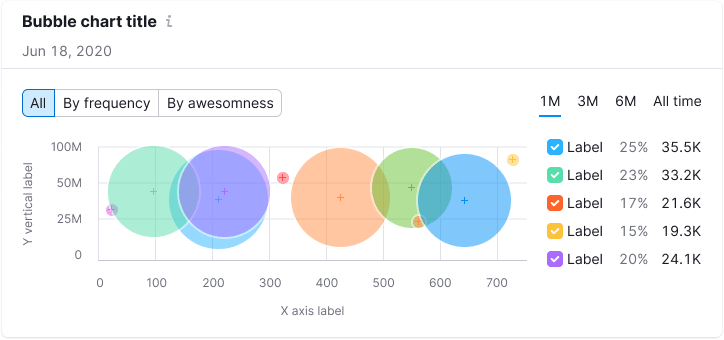 Bubble chart title i
Jun 18, 2020
All By frequency By awesomness
1M 3M 6M All time
100M
50M
25M
0
Y vertical label
0 100 200 300 400 500 600 700
X axis label
Label 25% 35.5K
Label 23% 33.2K
Label 17% 21.6K
Label 15% 19.3K
Label 20% 24.1K